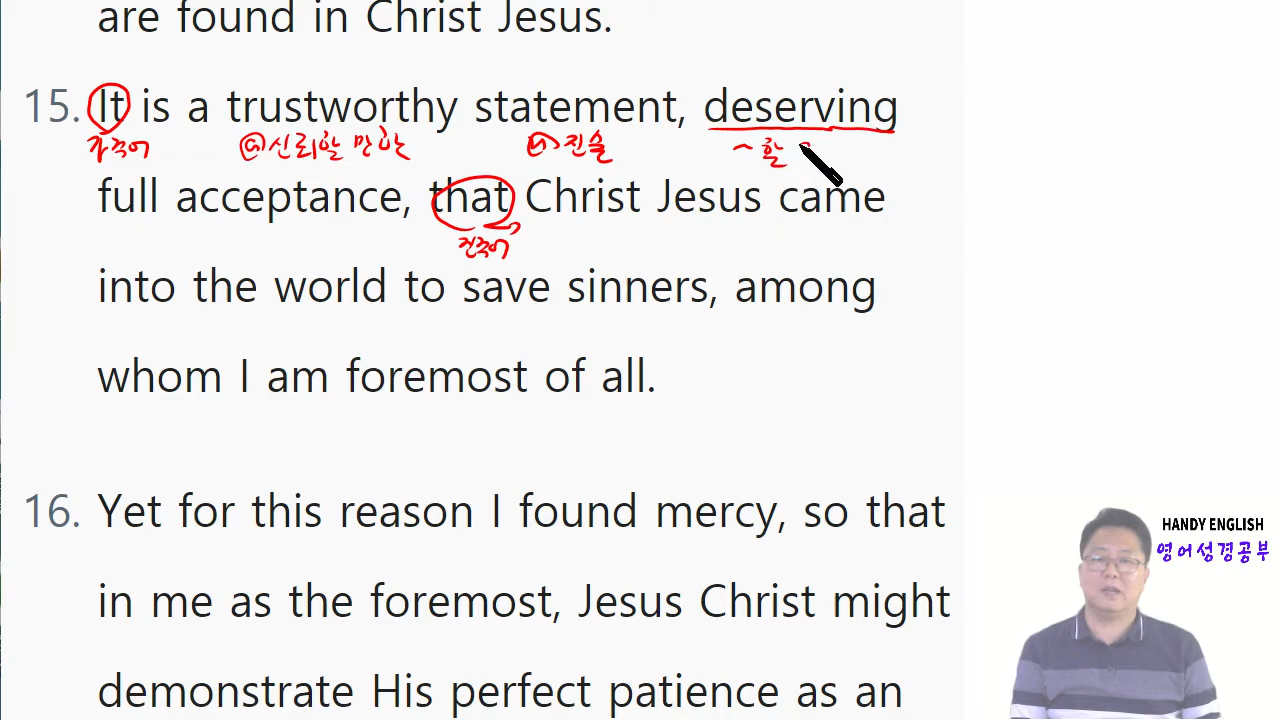 are found in Christ Jesus.
15. It is a trustworthy statement, deserving
가주어 ⓐ신뢰할 만한 ⓝ진술 ~할
full acceptance, that Christ Jesus came
진주어
into the world to save sinners, among
whom I am foremost of all.
16. Yet for this reason I found mercy, so that
in me as the foremost, Jesus Christ might
demonstrate His perfect patience as an
HANDY ENGLISH
영어성경공부